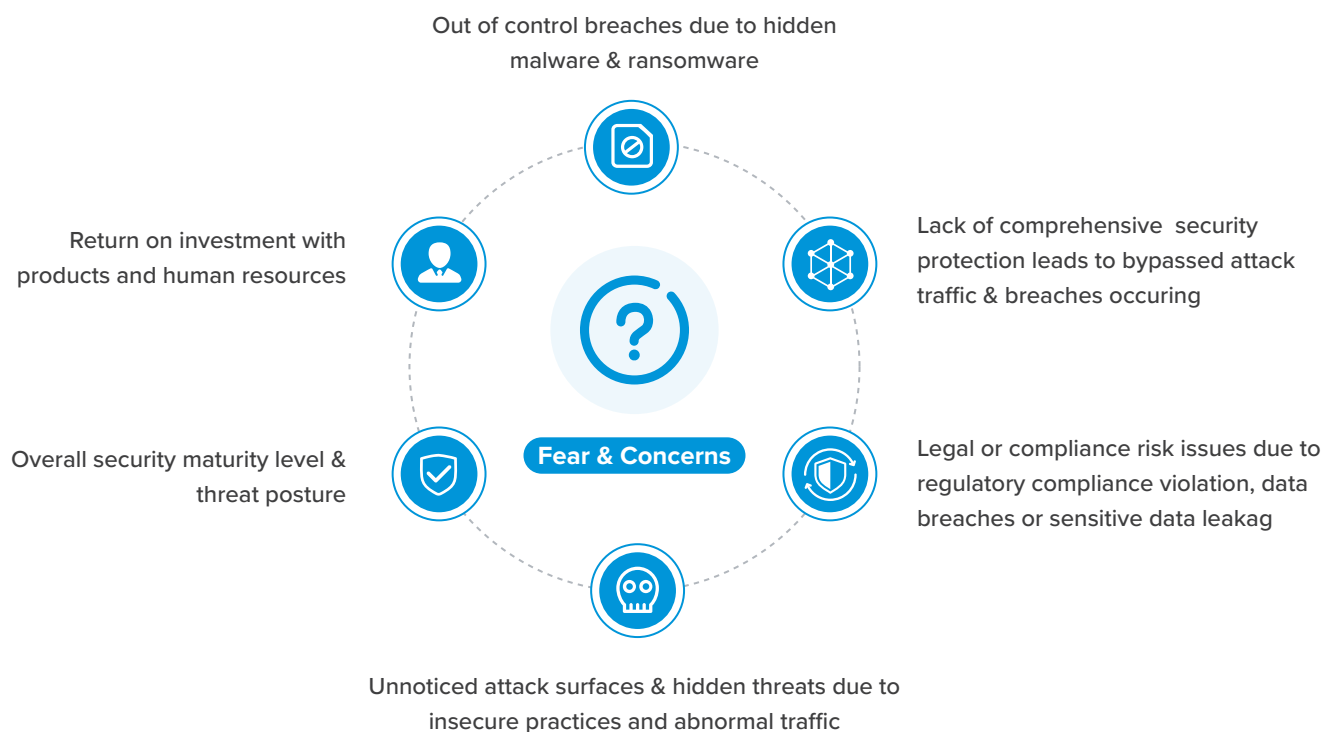 Out of control breaches due to hidden
malware & ransomware
Return on investment with
products and human resources
Lack of comprehensive  security
protection leads to bypassed attack
traffic & breaches occuring
Fear & Concerns
Overall security maturity level &
threat posture
Legal or compliance risk issues due to
regulatory compliance violation, data
breaches or sensitive data leakag
Unnoticed attack surfaces & hidden threats due to
insecure practices and abnormal traffic